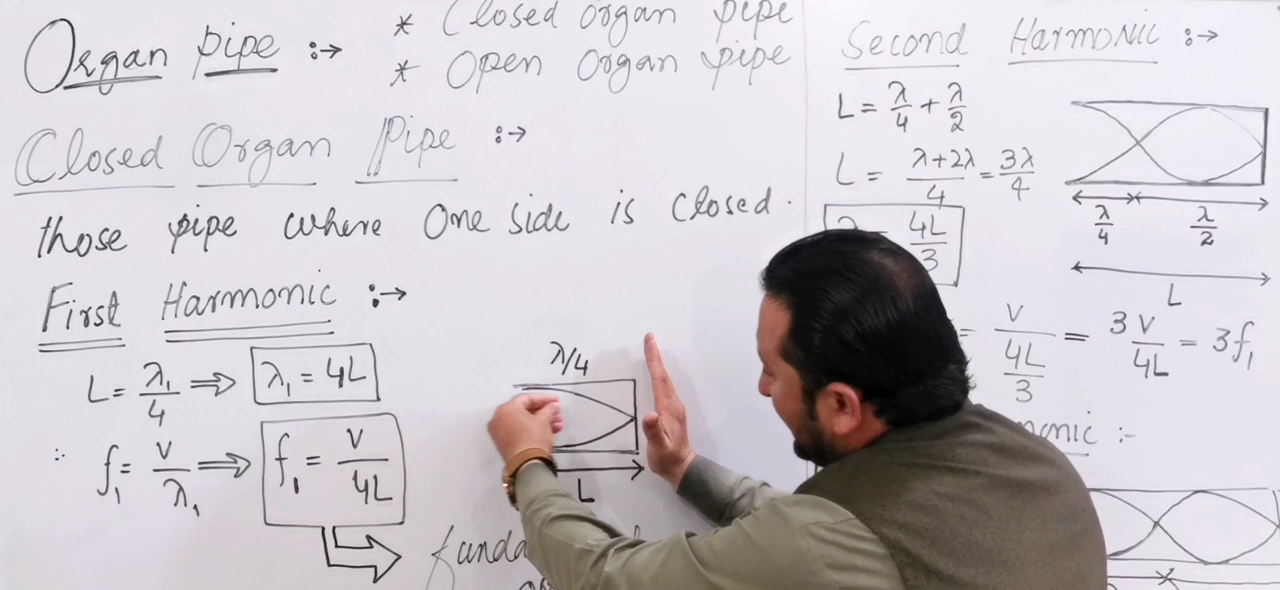 Organ pipe :→
* Closed organ pipe
* Open organ pipe
Closed Organ Pipe :→
those pipe where One side is closed.
First Harmonic :→
L = λ₁/4 ⇒ λ₁ = 4L
∴ f₁ = v/λ₁ ⇒ f₁ = v/4L
λ/4
L
Second Harmonic :→
L = λ/4 + λ/2
L = λ+2λ/4 = 3λ/4
4L/3
λ/4 λ/2
L
= v/4L/3 = 3v/4L = 3f₁